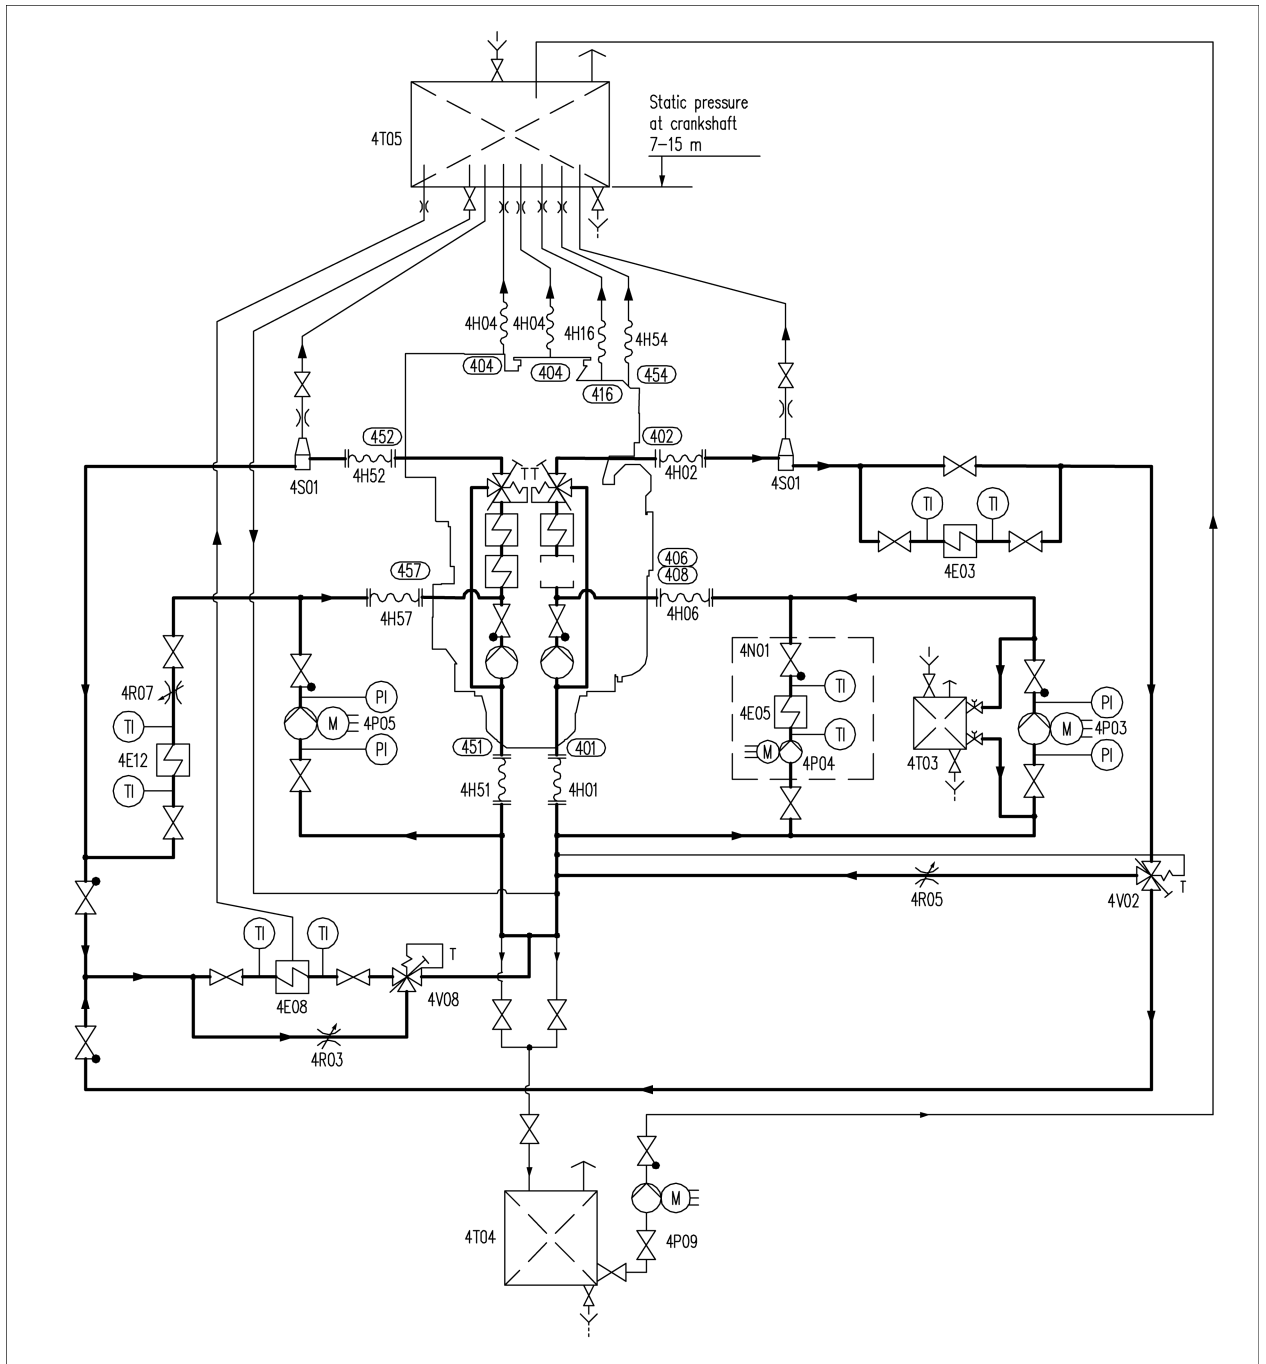 Static pressure
at crankshaft
7-15 m
4T05
4H04
4H04
4H16
4H54
404
404
416
454
452
402
4S01
4H52
T
T
4H02
4S01
TI
TI
4E03
457
406
408
4H57
4H06
4N01
4R07
PI
TI
PI
TI
4E05
M
4P05
M
4P03
TI
4E12
PI
451
401
M
4P04
4T03
PI
TI
4H51
4H01
4R05
4V02
T
TI
TI
T
4E08
4V08
4R03
M
4T04
4P09